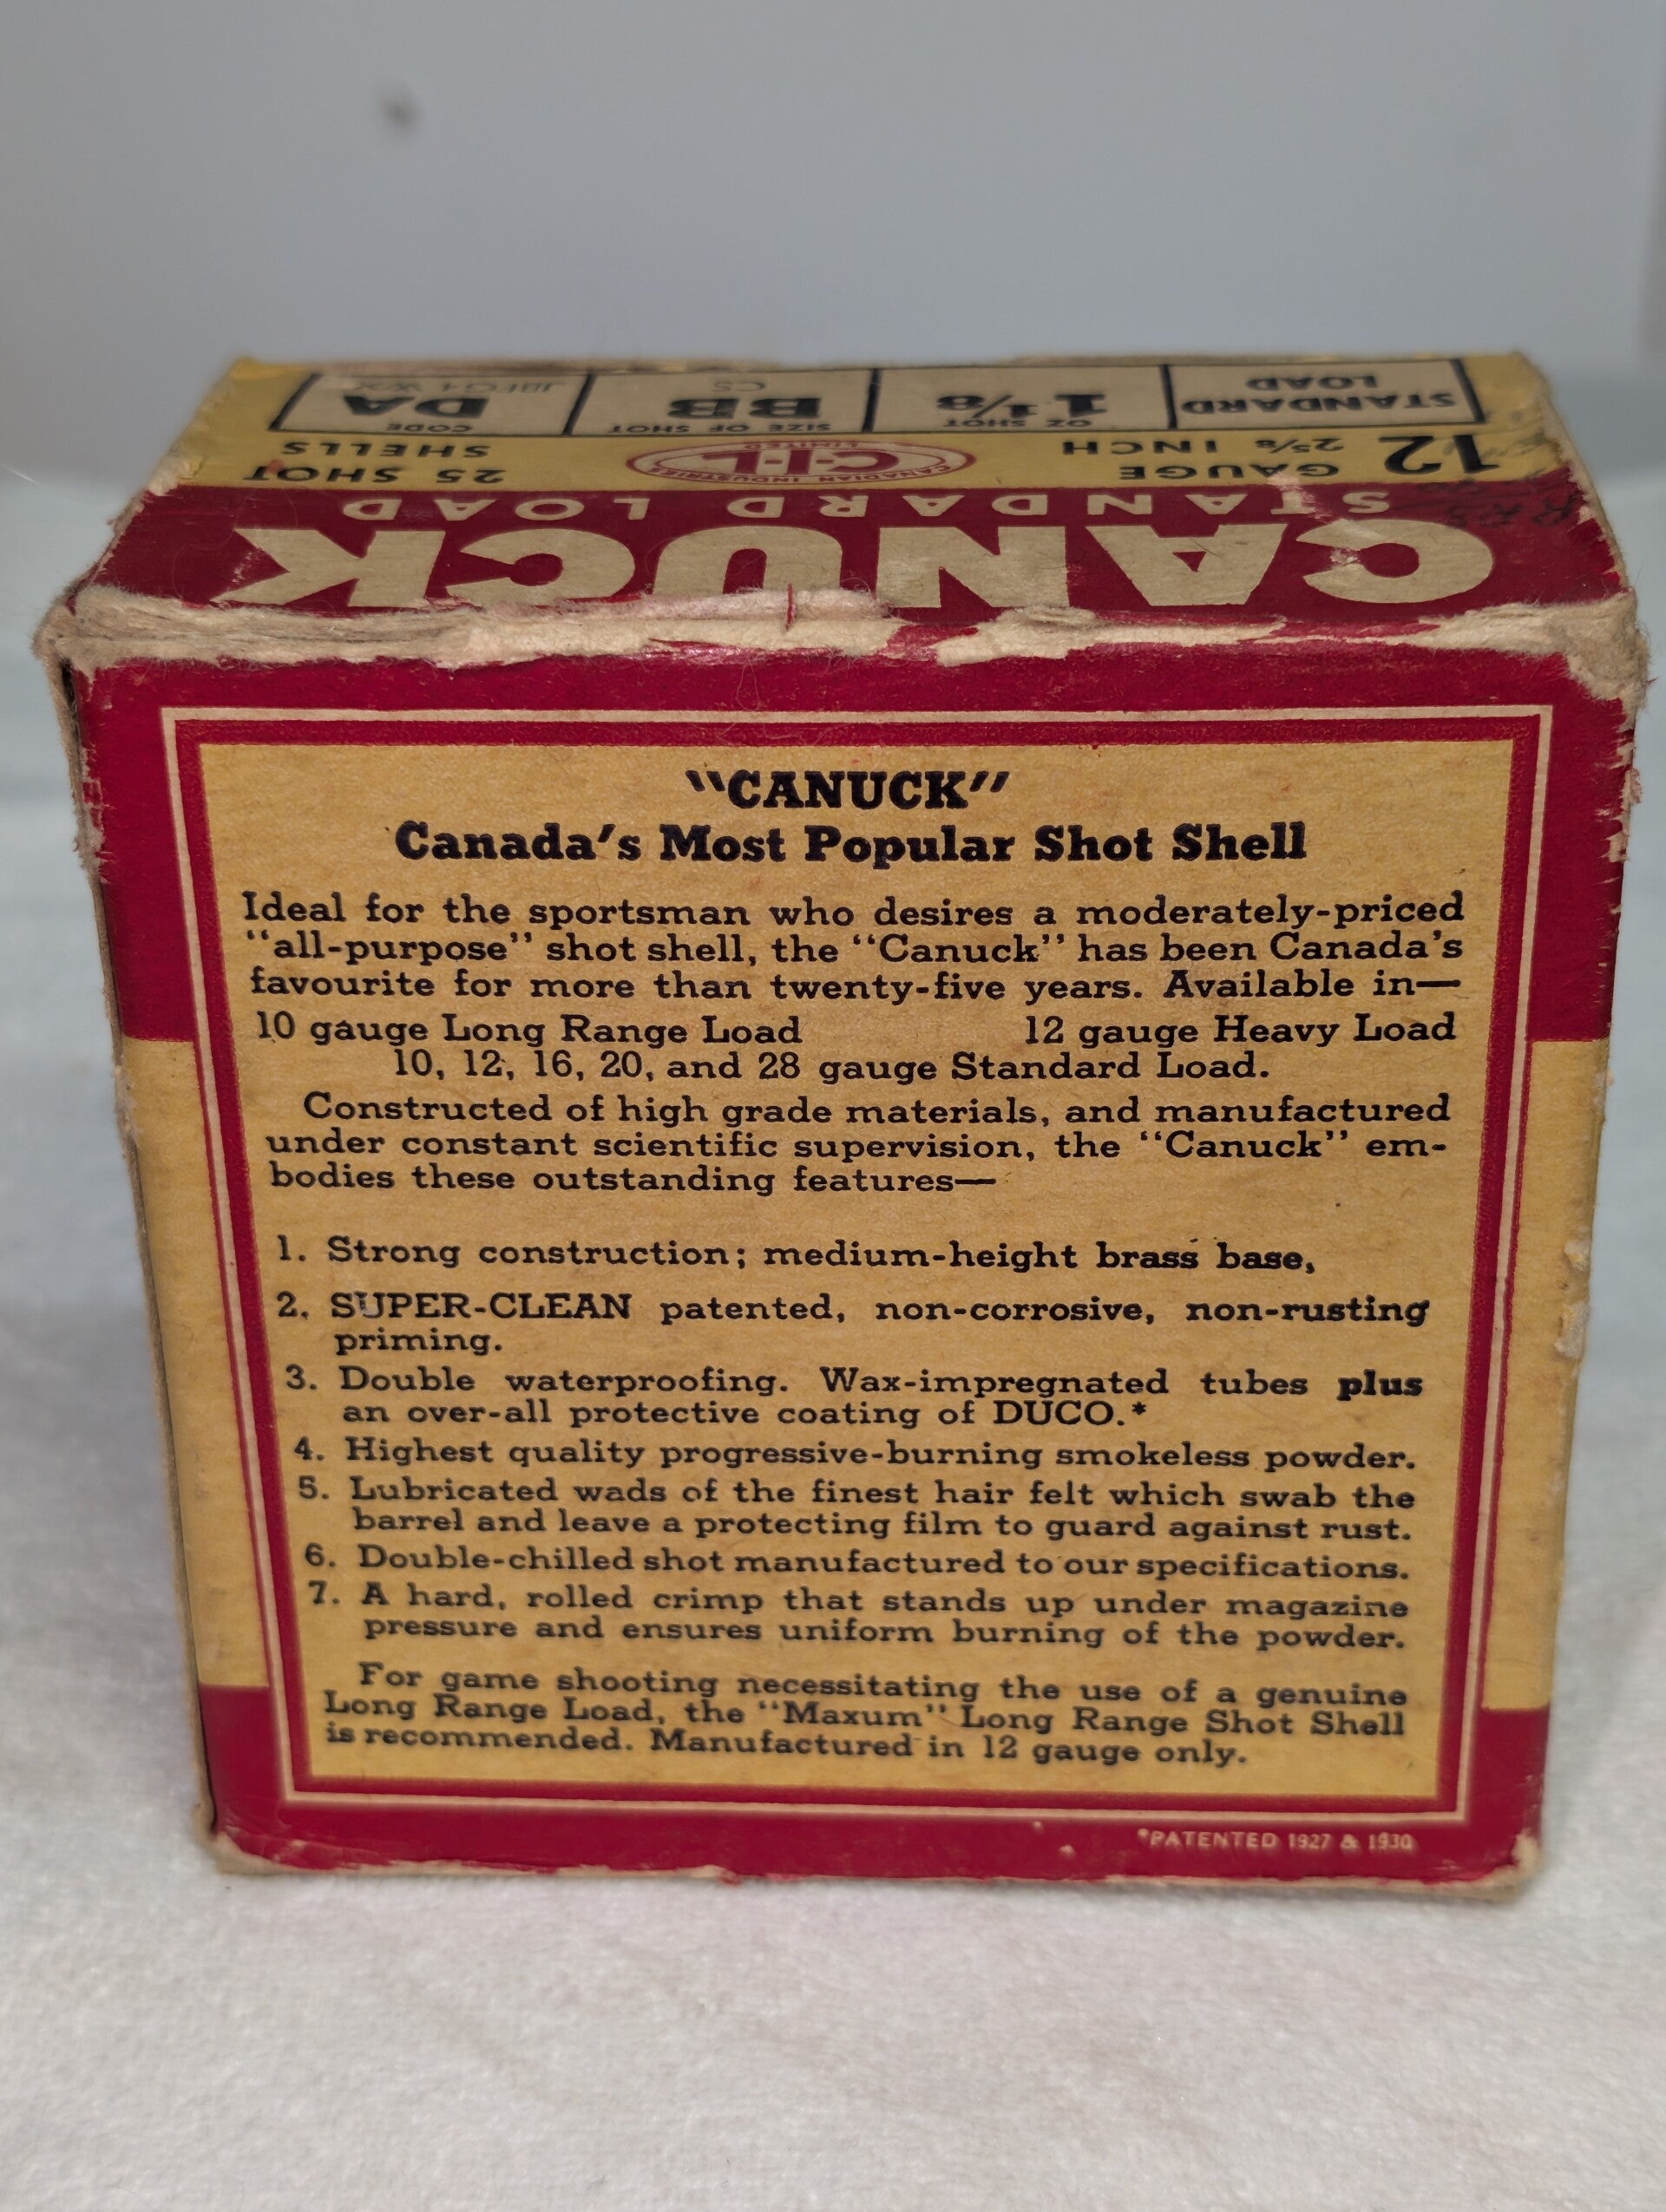 CANUCK
STANDARD LOAD
12 GAUGE
2⅝ INCH
CANADIAN INDUSTRIES
C-I-L
LIMITED
25 SHOT
SHELLS
STANDARD
LOAD
OZ SHOT
1⅛
SIZE OF SHOT
BB
CS
CODE
DA
"CANUCK"
Canada's Most Popular Shot Shell
Ideal for the sportsman who desires a moderately-priced
"all-purpose" shot shell, the "Canuck" has been Canada's
favourite for more than twenty-five years. Available in—
10 gauge Long Range Load 12 gauge Heavy Load
10, 12, 16, 20, and 28 gauge Standard Load.
Constructed of high grade materials, and manufactured
under constant scientific supervision, the "Canuck" em-
bodies these outstanding features—
1. Strong construction; medium-height brass base,
2. SUPER-CLEAN patented, non-corrosive, non-rusting
priming.
3. Double waterproofing. Wax-impregnated tubes plus
an over-all protective coating of DUCO.*
4. Highest quality progressive-burning smokeless powder.
5. Lubricated wads of the finest hair felt which swab the
barrel and leave a protecting film to guard against rust.
6. Double-chilled shot manufactured to our specifications.
7. A hard, rolled crimp that stands up under magazine
pressure and ensures uniform burning of the powder.
For game shooting necessitating the use of a genuine
Long Range Load, the "Maxum" Long Range Shot Shell
is recommended. Manufactured in 12 gauge only.
*PATENTED 1927 & 1930